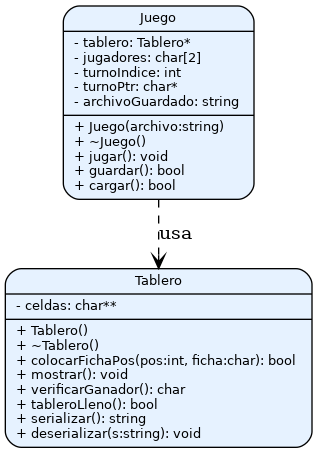 Juego
- tablero: Tablero*
- jugadores: char[2]
- turnoIndice: int
- turnoPtr: char*
- archivoGuardado: string
+ Juego(archivo:string)
+ ~Juego()
+ jugar(): void
+ guardar(): bool
+ cargar(): bool
usa
Tablero
- celdas: char**
+ Tablero()
+ ~Tablero()
+ colocarFichaPos(pos:int, ficha:char): bool
+ mostrar(): void
+ verificarGanador(): char
+ tableroLleno(): bool
+ serializar(): string
+ deserializar(s:string): void